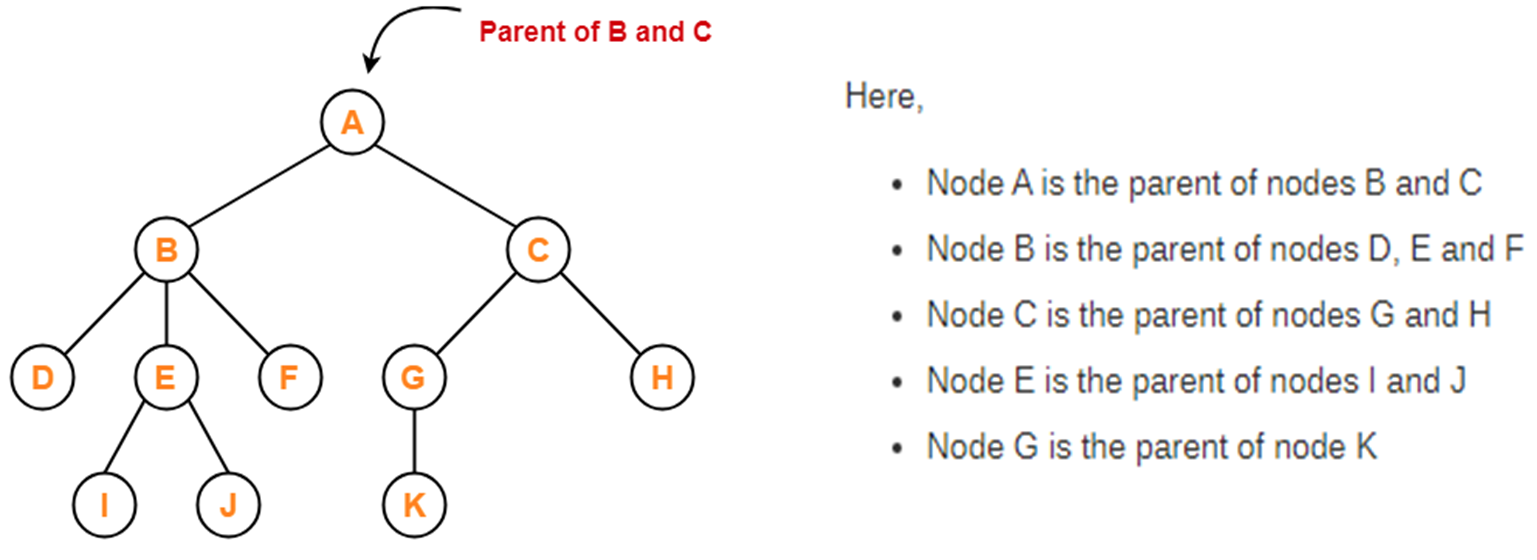 Parent of B and C
A
B
C
D
E
F
G
H
I
J
K
Here,
• Node A is the parent of nodes B and C
• Node B is the parent of nodes D, E and F
• Node C is the parent of nodes G and H
• Node E is the parent of nodes I and J
• Node G is the parent of node K